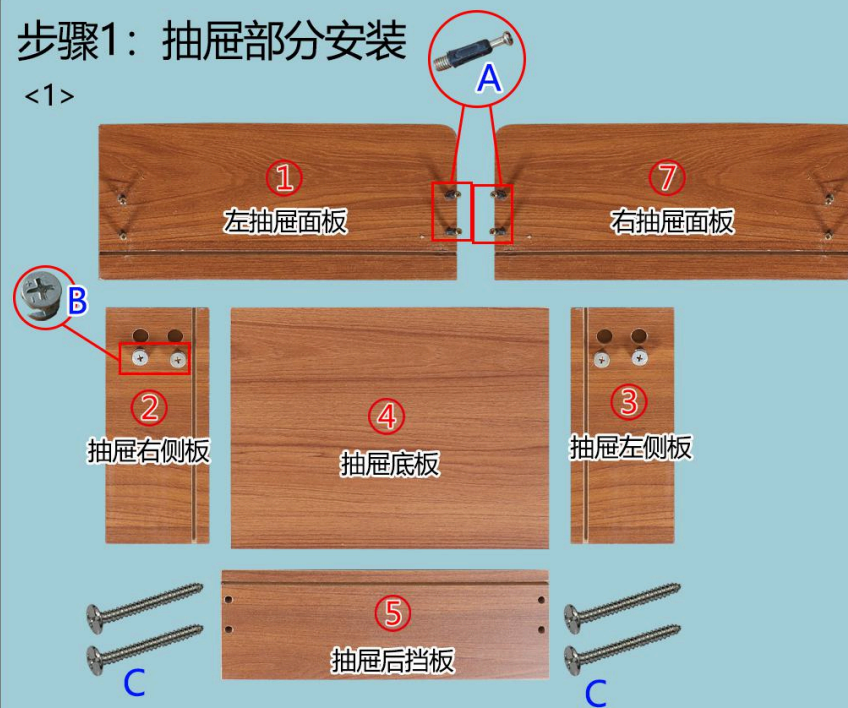 步骤1：抽屉部分安装
<1>
A
①
左抽屉面板
⑦
右抽屉面板
B
②
抽屉右侧板
④
抽屉底板
③
抽屉左侧板
⑤
抽屉后挡板
C
C